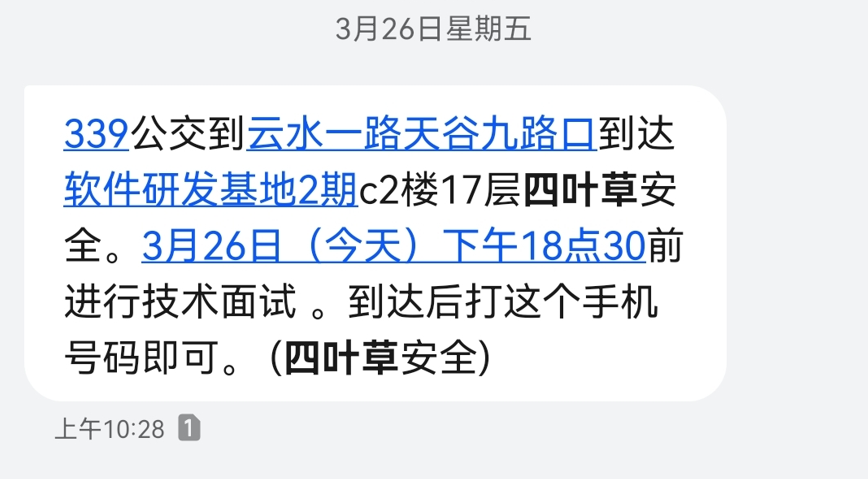 3月26日星期五
339公交到云水一路天谷九路口到达
软件研发基地2期c2楼17层四叶草安
全。3月26日（今天）下午18点30前
进行技术面试 。到达后打这个手机
号码即可。 (四叶草安全)
上午10:28 1